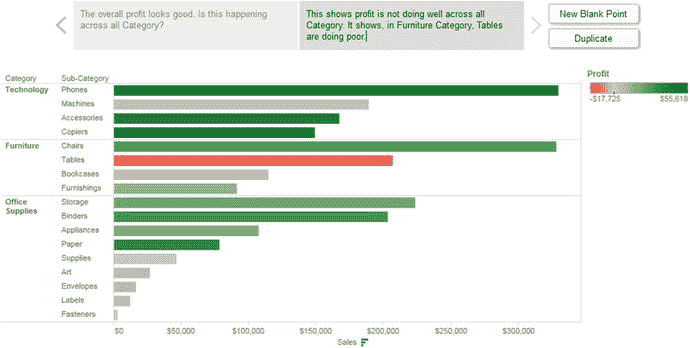 The overall profit looks good. Is this happening
across all Category?
This shows profit is not doing well across all
Category. It shows, in Furniture Category, Tables
are doing poor.
New Blank Point
Duplicate
Category Sub-Category
Technology Phones
Machines
Accessories
Copiers
Furniture Chairs
Tables
Bookcases
Furnishings
Office
Supplies
Storage
Binders
Appliances
Paper
Supplies
Art
Envelopes
Labels
Fasteners
$0 $50,000 $100,000 $150,000 $200,000 $250,000 $300,000
Sales
Profit
-$17,725 $55,618